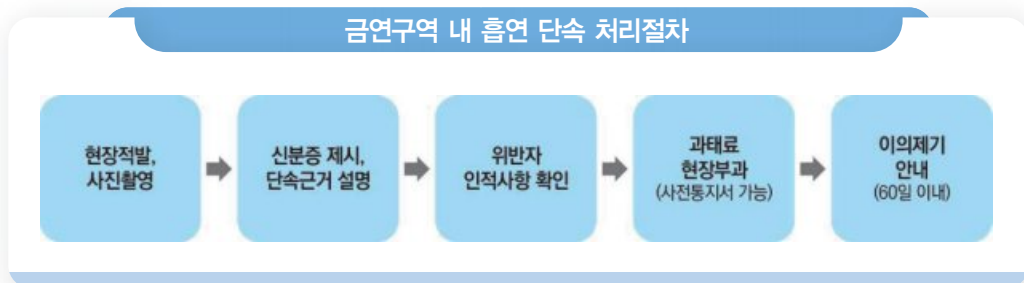 금연구역 내 흡연 단속 처리절차
현장적발,
사진촬영
신분증 제시,
단속근거 설명
위반자
인적사항 확인
과태료
현장부과
(사전통지서 가능)
이의제기
안내
(60일 이내)